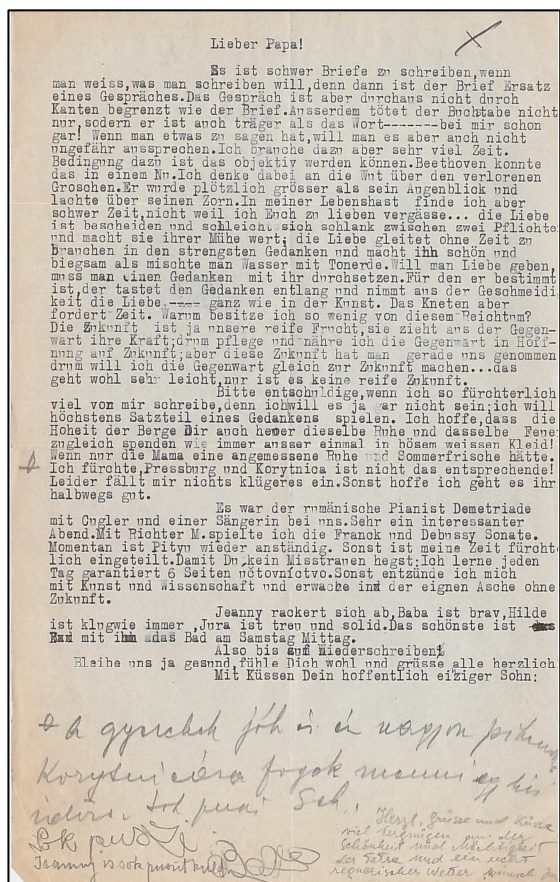 Lieber Papa!
Es ist schwer Briefe zu schreiben,wenn
man weiss,was man schreiben will,denn dann ist der Brief Ersatz
eines Gespräches.Das Gespräch ist aber durchaus nicht durch
Kanten begrenzt wie der Brief.Ausserdem tötet der Buchstabe nicht
nur,sodern er ist auch träger als das Wort-------bei mir schon
gar! Wenn man etwas zu sagen hat,will man es aber auch nicht
ungefähr aussprechen.Ich brauche dazu aber sehr viel Zeit.
Bedingung dazu ist das objektiv werden können.Beethoven konnte
das in einem Nu.Ich denke dabei an die Wut über den verlorenen
Groschen.Er wurde plötzlich grösser als sein Augenblick und
lachte über seinen Zorn.In meiner Lebenshast finde ich aber
schwer Zeit,nicht weil ich Euch zu lieben vergässe... die Liebe
ist bescheiden und schleicht sich schlank zwischen zwei Pflichte
und macht sie ihrer Mühe wert; die Liebe gleitet ohne Zeit zu
brauchen in den strengsten Gedanken und macht ihn schön und
biegsam als mischte man Wasser mit Tonerde.Will man Liebe geben,
muss man einen Gedanken mit ihr durchsetzen.Für den er bestimmt
ist,der tastet den Gedanken entlang und nimmt aus der Geschmeidi
keit die Liebe.---- ganz wie in der Kunst. Das Kneten aber
fordert Zeit. Warum besitze ich so wenig von diesem Reichtum?
Die Zukunft ist ja unsere reife Frucht,sie zieht aus der Gegen-
wart ihre Kraft;drum pflege und nähre ich die Gegenwart in Hoff-
nung auf Zukunft;aber diese Zukunft hat man gerade uns genommen
drum will ich die Gegenwart gleich zur Zukunft machen...das
geht wohl sehr leicht,nur ist es keine reife Zukunft.
Bitte entschuldige,wenn ich so fürchterlich
viel von mir schreibe,denn ichwill es ja gar nicht sein;ich will
höchstens Satzteil eines Gedankens spielen. Ich hoffe,dass die
Hoheit der Berge Dir auch heuer dieselbe Ruhe und dasselbe Feue
zugleich spenden wie immer ausser einmal in bösem weissen Kleid!
Wenn nur die Mama eine angemessene Ruhe und Sommerfrische hätte.
Ich fürchte,Pressburg und Korytnica ist nicht das entsprechende!
Leider fällt mir nichts klügeres ein.Sonst hoffe ich geht es ihr
halbwegs gut.
Es war der rumänische Pianist Demetriade
mit Cugler und einer Sängerin bei uns.Sehr ein interessanter
Abend.Mit Richter M.spielte ich die Franck und Debussy Sonate.
Momentan ist Pityu wieder anständig. Sonst ist meine Zeit fürcht
lich eingeteilt.Damit Du,kein Misstrauen hegst:Ich lerne jeden
Tag garantiert 6 Seiten účtovníctvo.Sonst entzünde ich mich
mit Kunst und Wissenschaft und erwache in der eignen Asche ohne
Zukunft.
Jeanny rackert sich ab,Baba ist brav,Hilde
ist klugwie immer ,Jura ist treu und solid.Das schönste ist
mit ihm adas Bad am Samstag Mittag.
Also bis auf Wiederschreiben!
Bleibe uns ja gesund,fühle Dich wohl und grüsse alle herzlich
Mit Küssen Dein hoffentlich eiziger Sohn:
a gyerekek jól és én nagyon
fogok menni egy kis
Sok
Herzl. Grüsse und Küsse
viel Vergnügen an der
Schönheit und
der Tatra und ein nicht
regnerisches Wetter wünscht